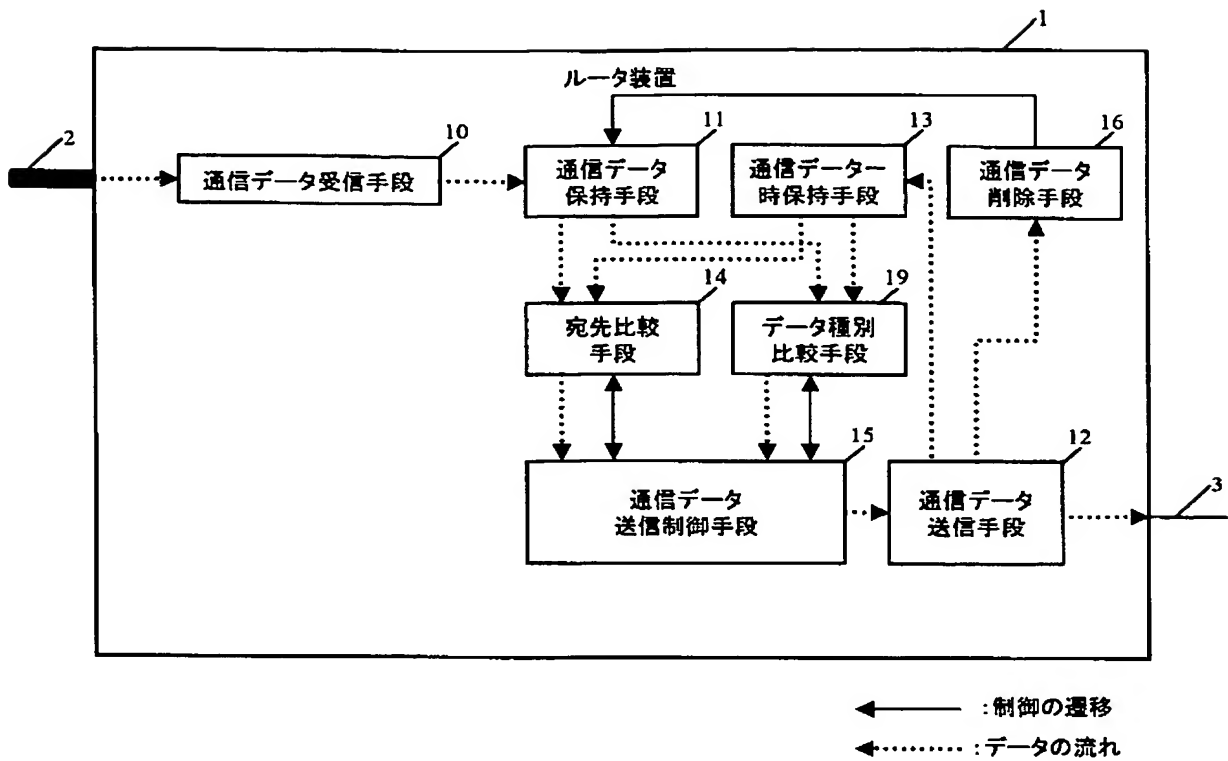 1
ルータ装置
2
10
11
13
16
通信データ受信手段
通信データ
保持手段
通信データ一
時保持手段
通信データ
削除手段
14
19
宛先比較
手段
データ種別
比較手段
15
12
3
通信データ
送信制御手段
通信データ
送信手段
:制御の遷移
:データの流れ